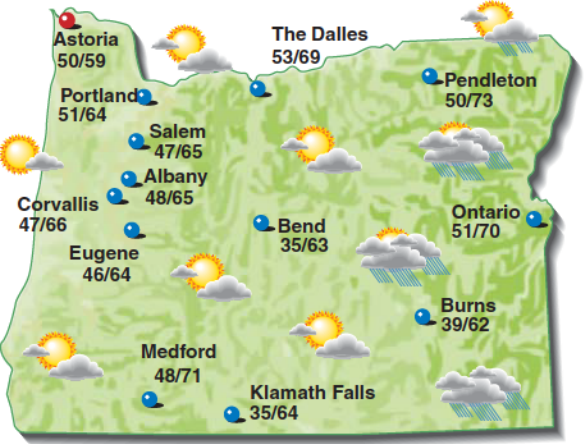 Astoria
50/59
The Dalles
53/69
Pendleton
50/73
Portland
51/64
Salem
47/65
Albany
48/65
Corvallis
47/66
Eugene
46/64
Bend
35/63
Ontario
51/70
Burns
39/62
Medford
48/71
Klamath Falls
35/64